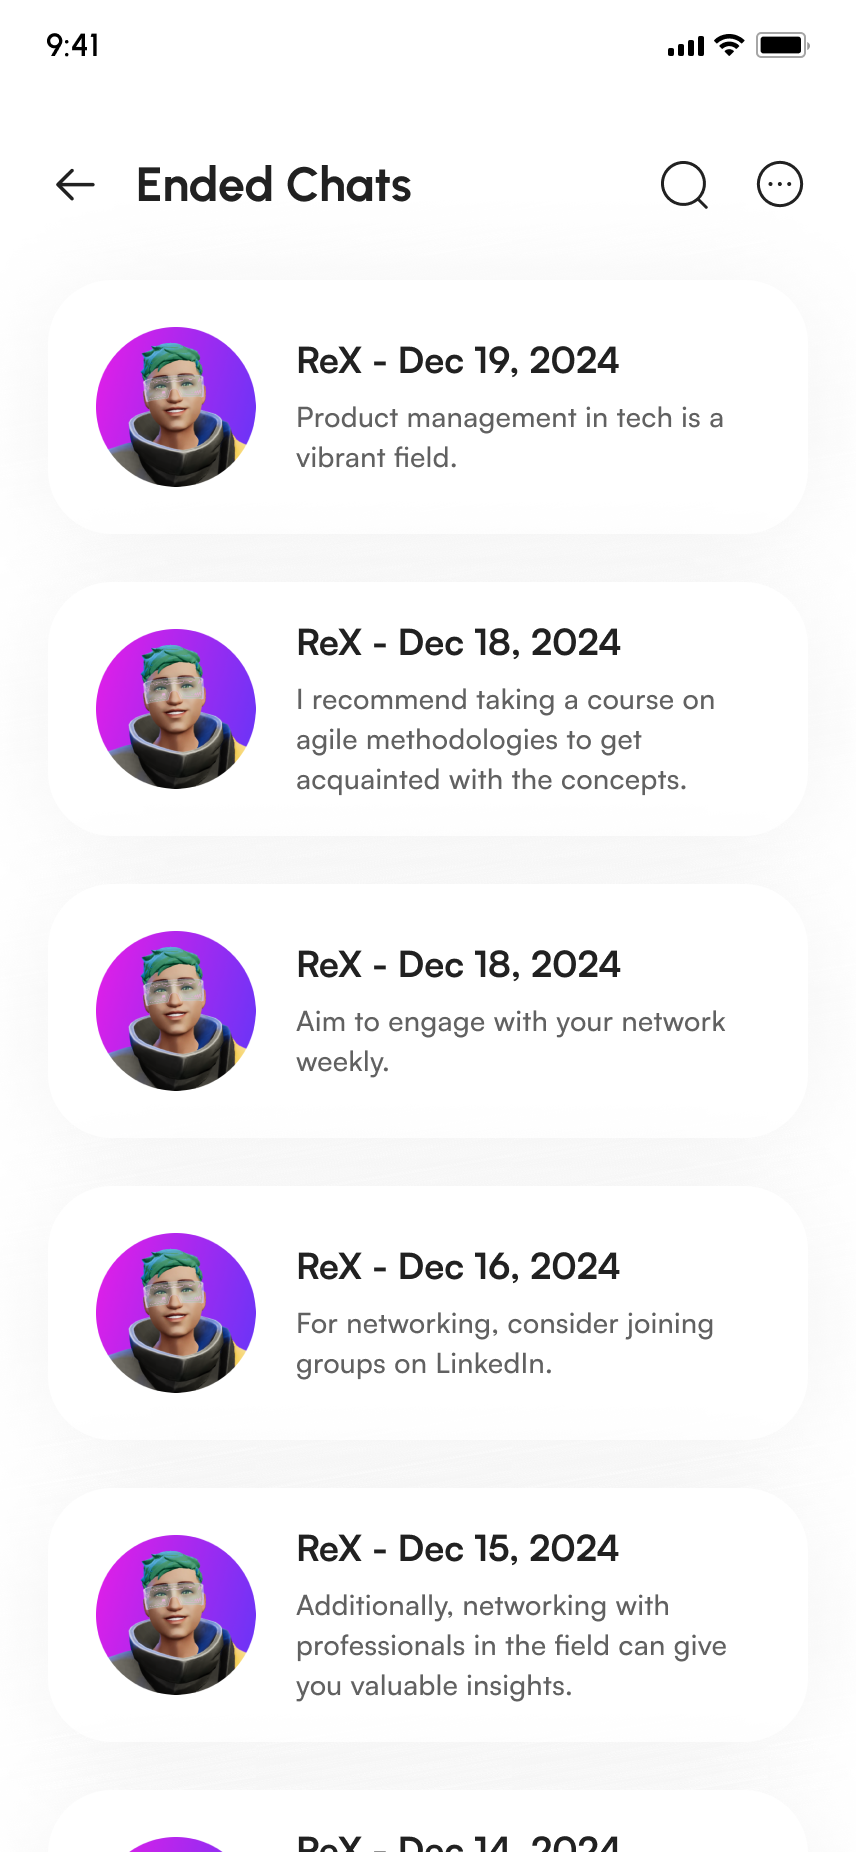 9:41
Ended Chats
ReX - Dec 19, 2024
Product management in tech is a
vibrant field.
ReX - Dec 18, 2024
I recommend taking a course on
agile methodologies to get
acquainted with the concepts.
ReX - Dec 18, 2024
Aim to engage with your network
weekly.
ReX - Dec 16, 2024
For networking, consider joining
groups on LinkedIn.
ReX - Dec 15, 2024
Additionally, networking with
professionals in the field can give
you valuable insights.
ReX - Dec 14, 2024